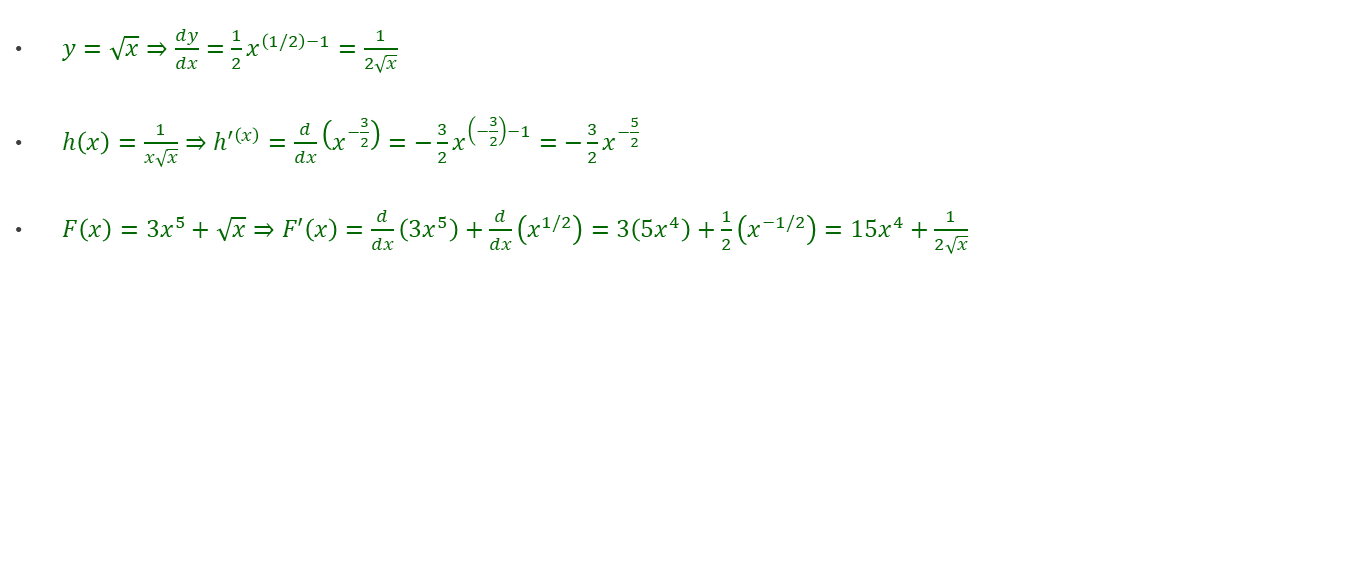 • y = √x ⇒ dy/dx = 1/2 x^((1/2)−1) = 1/(2√x)
• h(x) = 1/(x√x) ⇒ h′^(x) = d/dx (x^(−3/2)) = −3/2 x^((−3/2)−1) = −3/2 x^(−5/2)
• F(x) = 3x^5 + √x ⇒ F′(x) = d/dx (3x^5) + d/dx (x^(1/2)) = 3(5x^4) + 1/2 (x^(−1/2)) = 15x^4 + 1/(2√x)